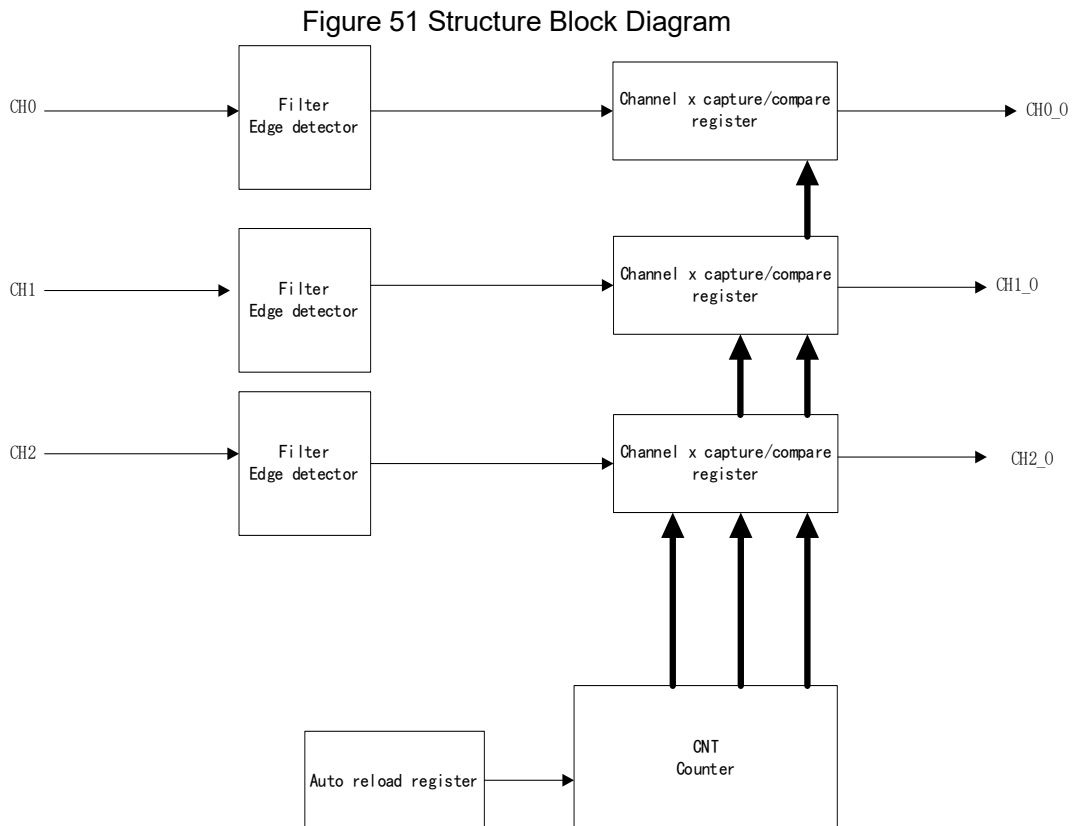 Figure 51 Structure Block Diagram
CH0
Filter
Edge detector
Channel x capture/compare
register
CH0_O
CH1
Filter
Edge detector
Channel x capture/compare
register
CH1_O
CH2
Filter
Edge detector
Channel x capture/compare
register
CH2_O
Auto reload register
CNT
Counter